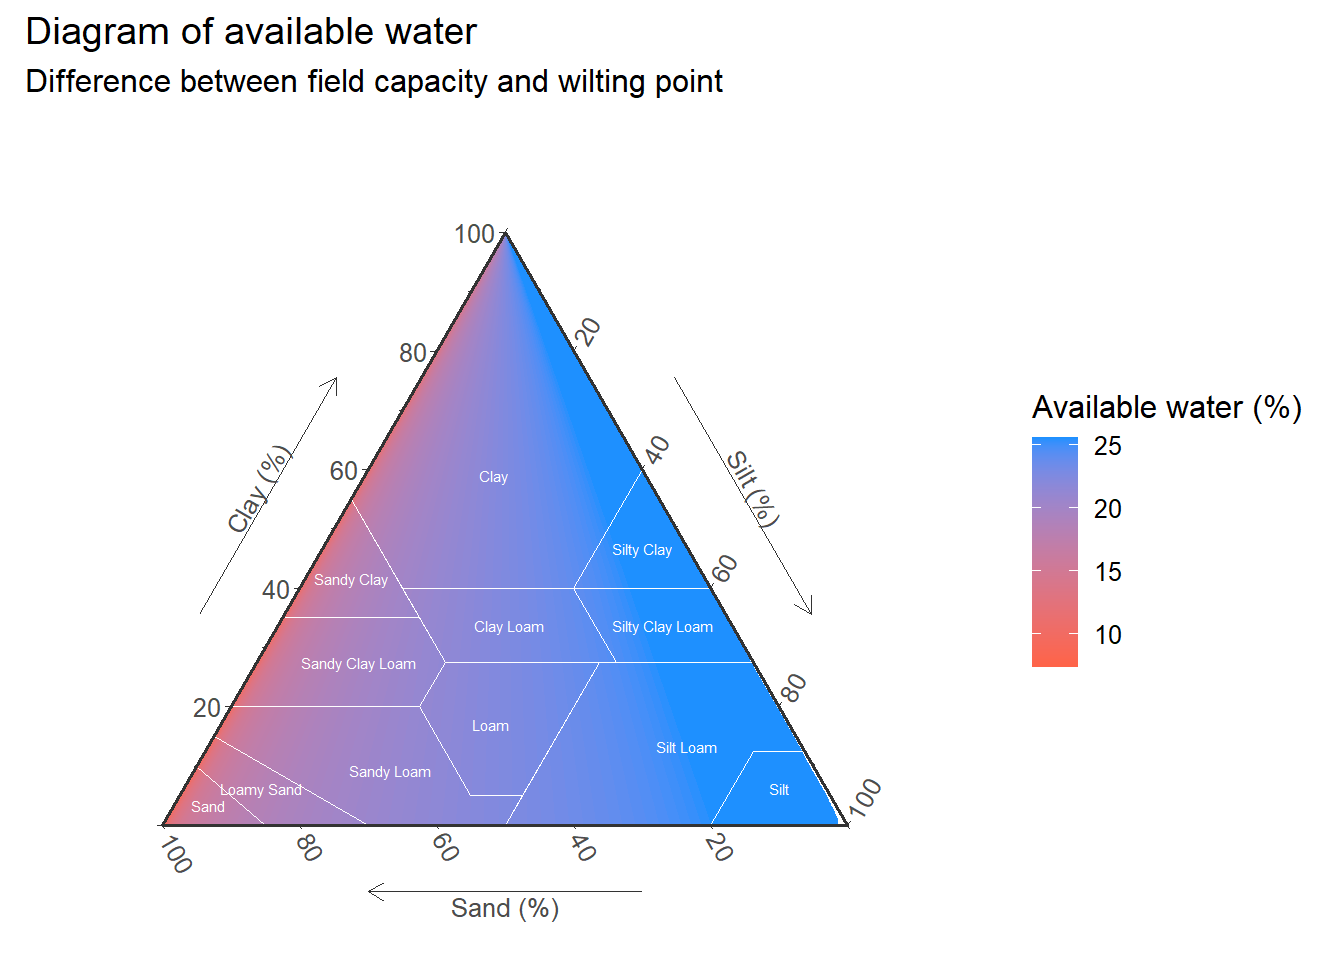 Diagram of available water
Difference between field capacity and wilting point
100
80
60
40
20
Clay (%)
20
40
60
80
100
Silt (%)
Clay
Silty Clay
Sandy Clay
Clay Loam
Silty Clay Loam
Sandy Clay Loam
Loam
Silt Loam
Sandy Loam
Loamy Sand
Silt
Sand
100
80
60
40
20
Sand (%)
Available water (%)
25
20
15
10